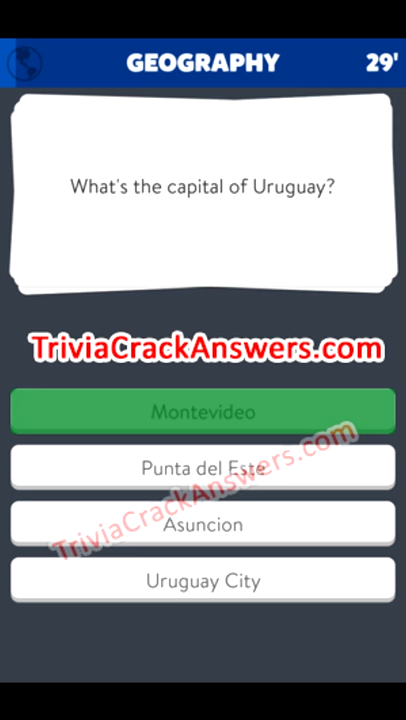 GEOGRAPHY 29'
What's the capital of Uruguay?
TriviaCrackAnswers.com
Montevideo
Punta del Este
TriviaCrackAnswers.com
Asuncion
Uruguay City